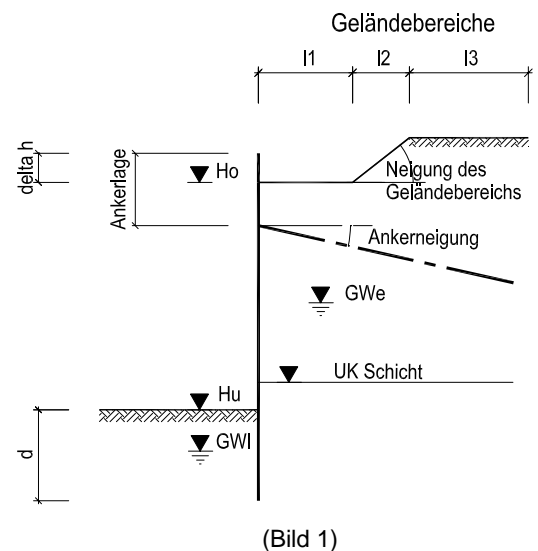 Geländebereiche
l1
l2
l3
delta h
Ankerlage
Ho
Neigung des
Geländebereichs
Ankerneigung
GWe
UK Schicht
Hu
GWl
d
(Bild 1)